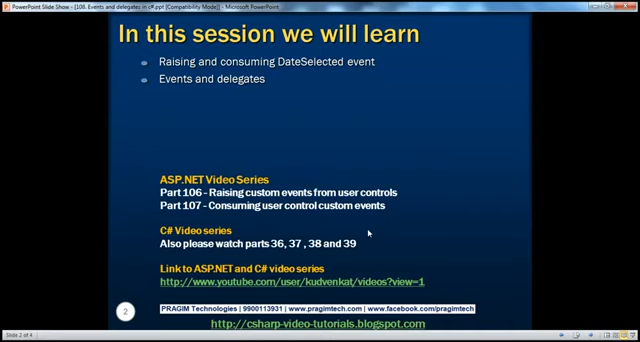 PowerPoint Slide Show - [108. Events and delegates in c#.ppt [Compatibility Mode]] - Microsoft PowerPoint
In this session we will learn
Raising and consuming DateSelected event
Events and delegates
ASP.NET Video Series
Part 106 - Raising custom events from user controls
Part 107 - Consuming user control custom events
C# Video series
Also please watch parts 36, 37 , 38 and 39
Link to ASP.NET and C# video series
http://www.youtube.com/user/kudvenkat/videos?view=1
2
PRAGIM Technologies | 9900113931 | www.pragimtech.com | www.facebook.com/pragimtech
http://csharp-video-tutorials.blogspot.com
Slide 2 of 4